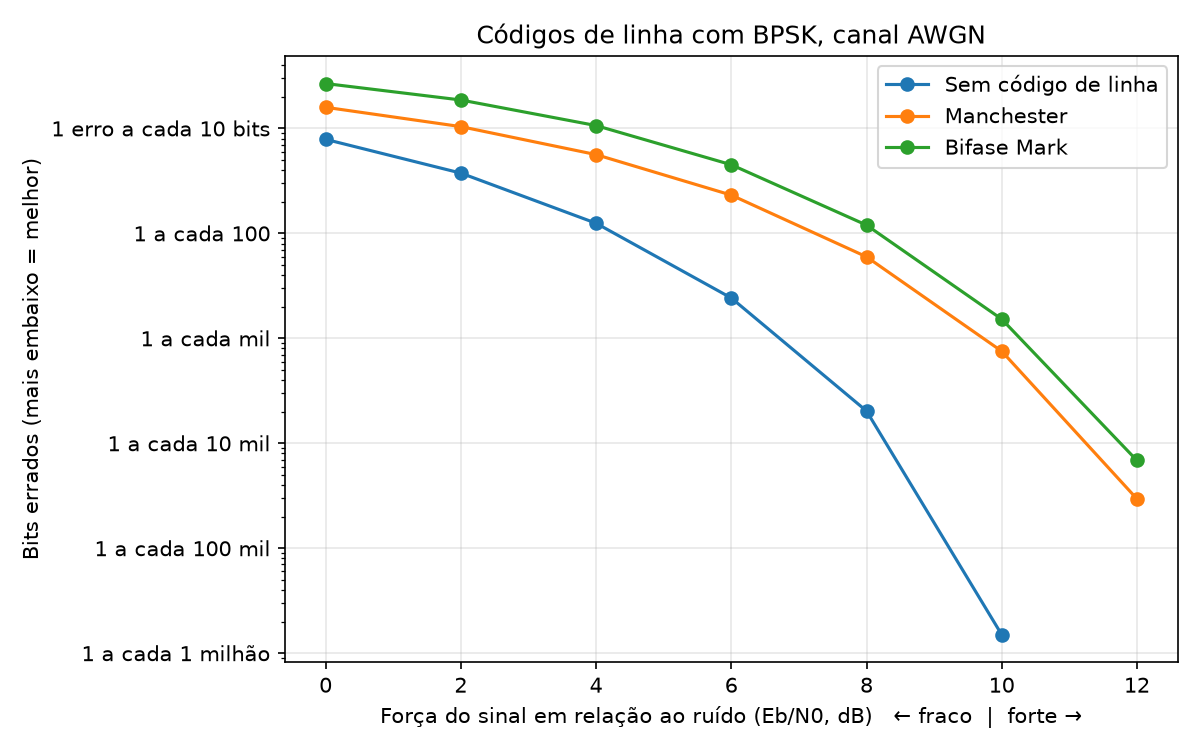 Códigos de linha com BPSK, canal AWGN
Sem código de linha
Manchester
Bifase Mark
Bits errados (mais embaixo = melhor)
1 erro a cada 10 bits
1 a cada 100
1 a cada mil
1 a cada 10 mil
1 a cada 100 mil
1 a cada 1 milhão
0 2 4 6 8 10 12
Força do sinal em relação ao ruído (Eb/N0, dB) ← fraco | forte →